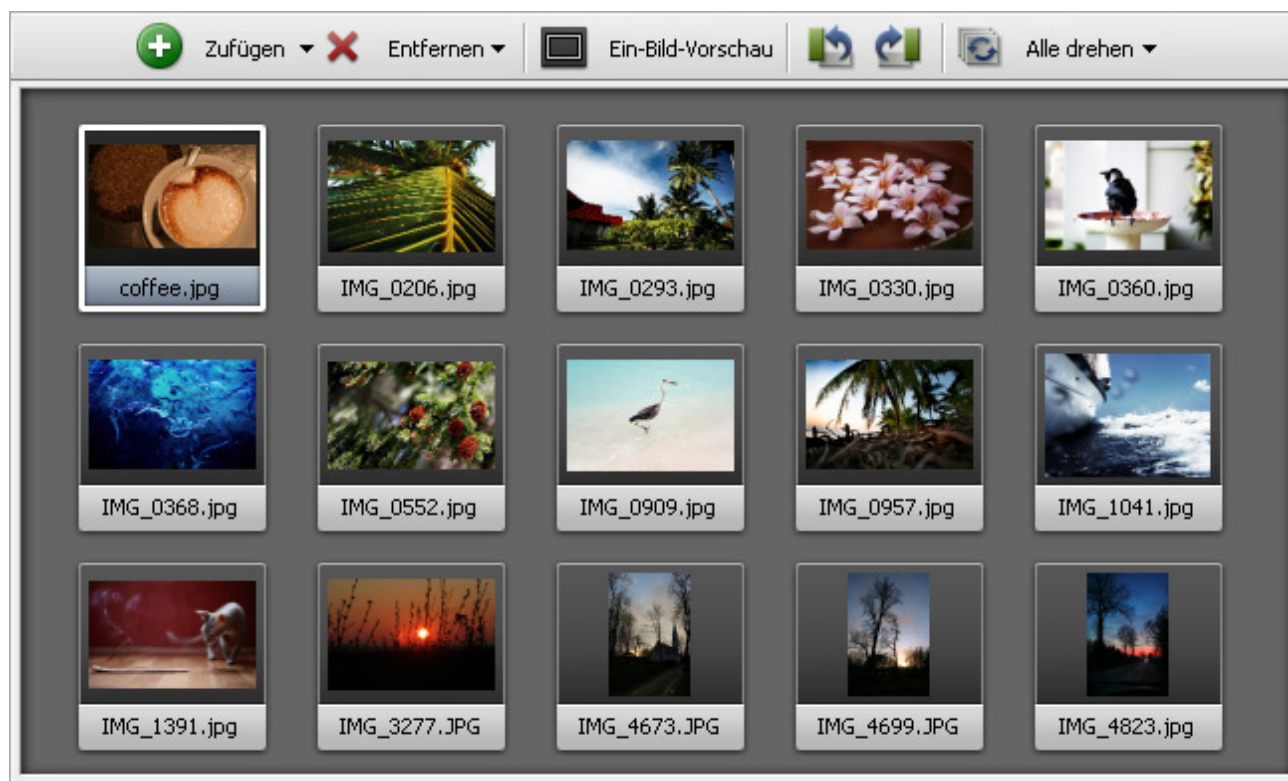 Zufügen Entfernen Ein-Bild-Vorschau Alle drehen
coffee.jpg IMG_0206.jpg IMG_0293.jpg IMG_0330.jpg IMG_0360.jpg
IMG_0368.jpg IMG_0552.jpg IMG_0909.jpg IMG_0957.jpg IMG_1041.jpg
IMG_1391.jpg IMG_3277.JPG IMG_4673.JPG IMG_4699.JPG IMG_4823.jpg